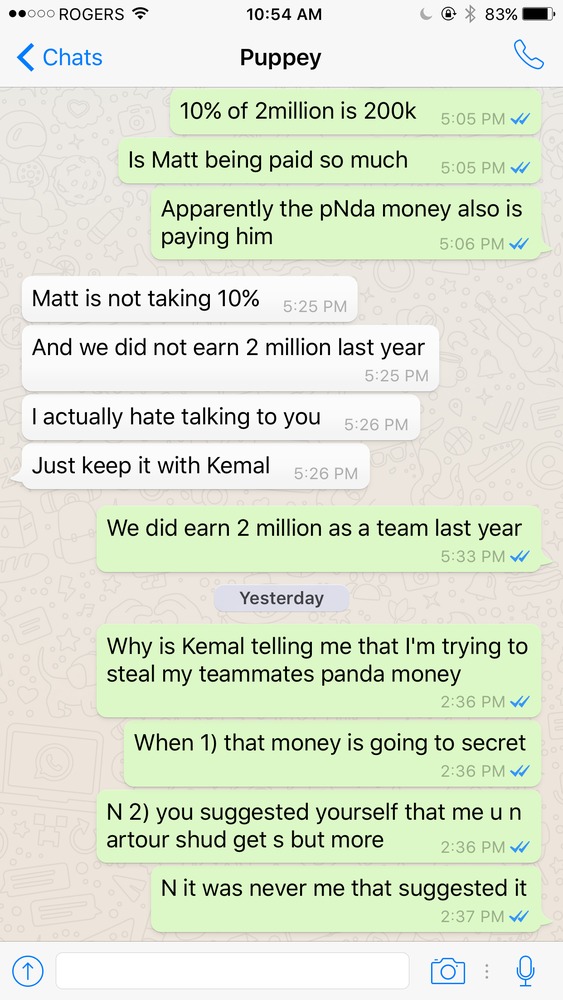 ROGERS 10:54 AM 83%
Chats Puppey
10% of 2million is 200k 5:05 PM
Is Matt being paid so much 5:05 PM
Apparently the pNda money also is
paying him 5:06 PM
Matt is not taking 10% 5:25 PM
And we did not earn 2 million last year
5:25 PM
I actually hate talking to you 5:26 PM
Just keep it with Kemal 5:26 PM
We did earn 2 million as a team last year
5:33 PM
Yesterday
Why is Kemal telling me that I'm trying to
steal my teammates panda money
2:36 PM
When 1) that money is going to secret
2:36 PM
N 2) you suggested yourself that me u n
artour shud get s but more 2:36 PM
N it was never me that suggested it
2:37 PM